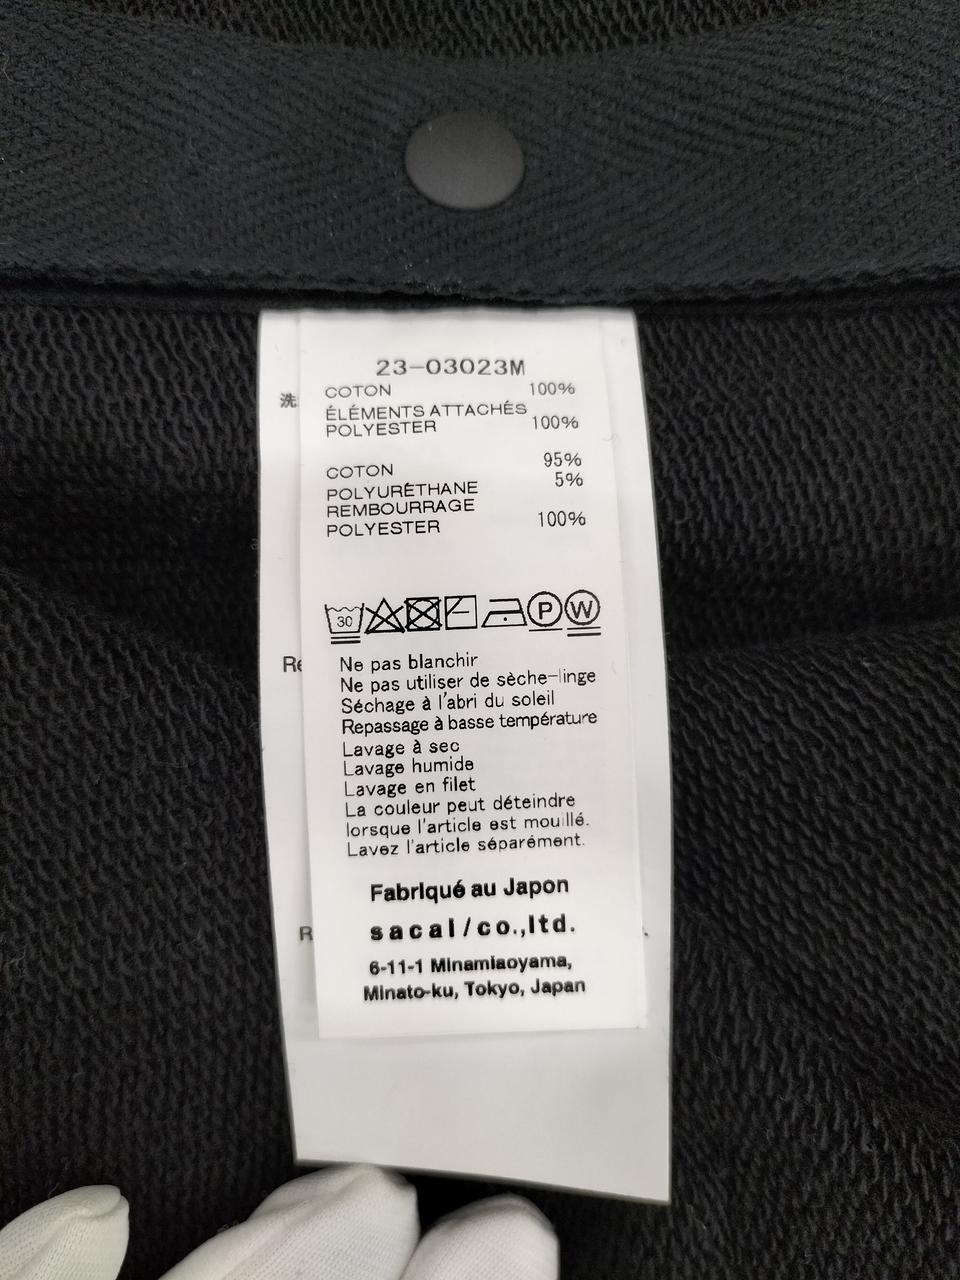 23-03023M
COTON 100%
ÉLÉMENTS ATTACHÉS
POLYESTER 100%
COTON 95%
POLYURÉTHANE 5%
REMBOURRAGE
POLYESTER 100%
洗
30 P W
Re
Ne pas blanchir
Ne pas utiliser de sèche-linge
Séchage à l'abri du soleil
Repassage à basse température
Lavage à sec
Lavage humide
Lavage en filet
La couleur peut déteindre
lorsque l'article est mouillé.
Lavez l'article séparément.
Fabriqué au Japon
R
sacai/co.,ltd.
6-11-1 Minamiaoyama,
Minato-ku, Tokyo, Japan